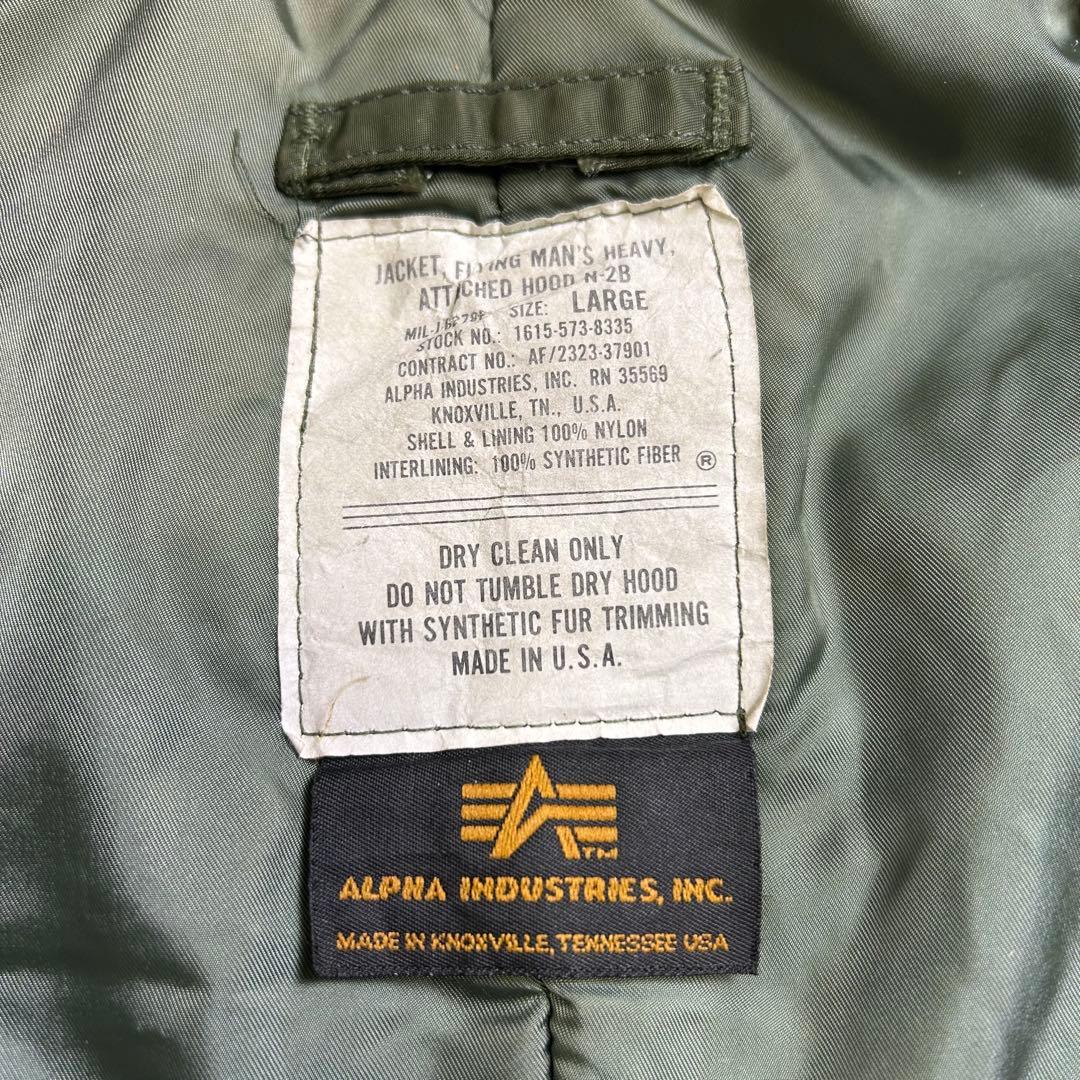 JACKET, FLYING MAN'S HEAVY,
ATTACHED HOOD N-2B
SIZE: LARGE
STOCK NO.: 1615-573-8335
CONTRACT NO.: AF/2323-37901
ALPHA INDUSTRIES, INC. RN 35569
KNOXVILLE, TN., U.S.A.
SHELL & LINING 100% NYLON
INTERLINING: 100% SYNTHETIC FIBER ®
DRY CLEAN ONLY
DO NOT TUMBLE DRY HOOD
WITH SYNTHETIC FUR TRIMMING
MADE IN U.S.A.
TM
ALPHA INDUSTRIES, INC.
MADE IN KNOXVILLE, TENNESSEE USA